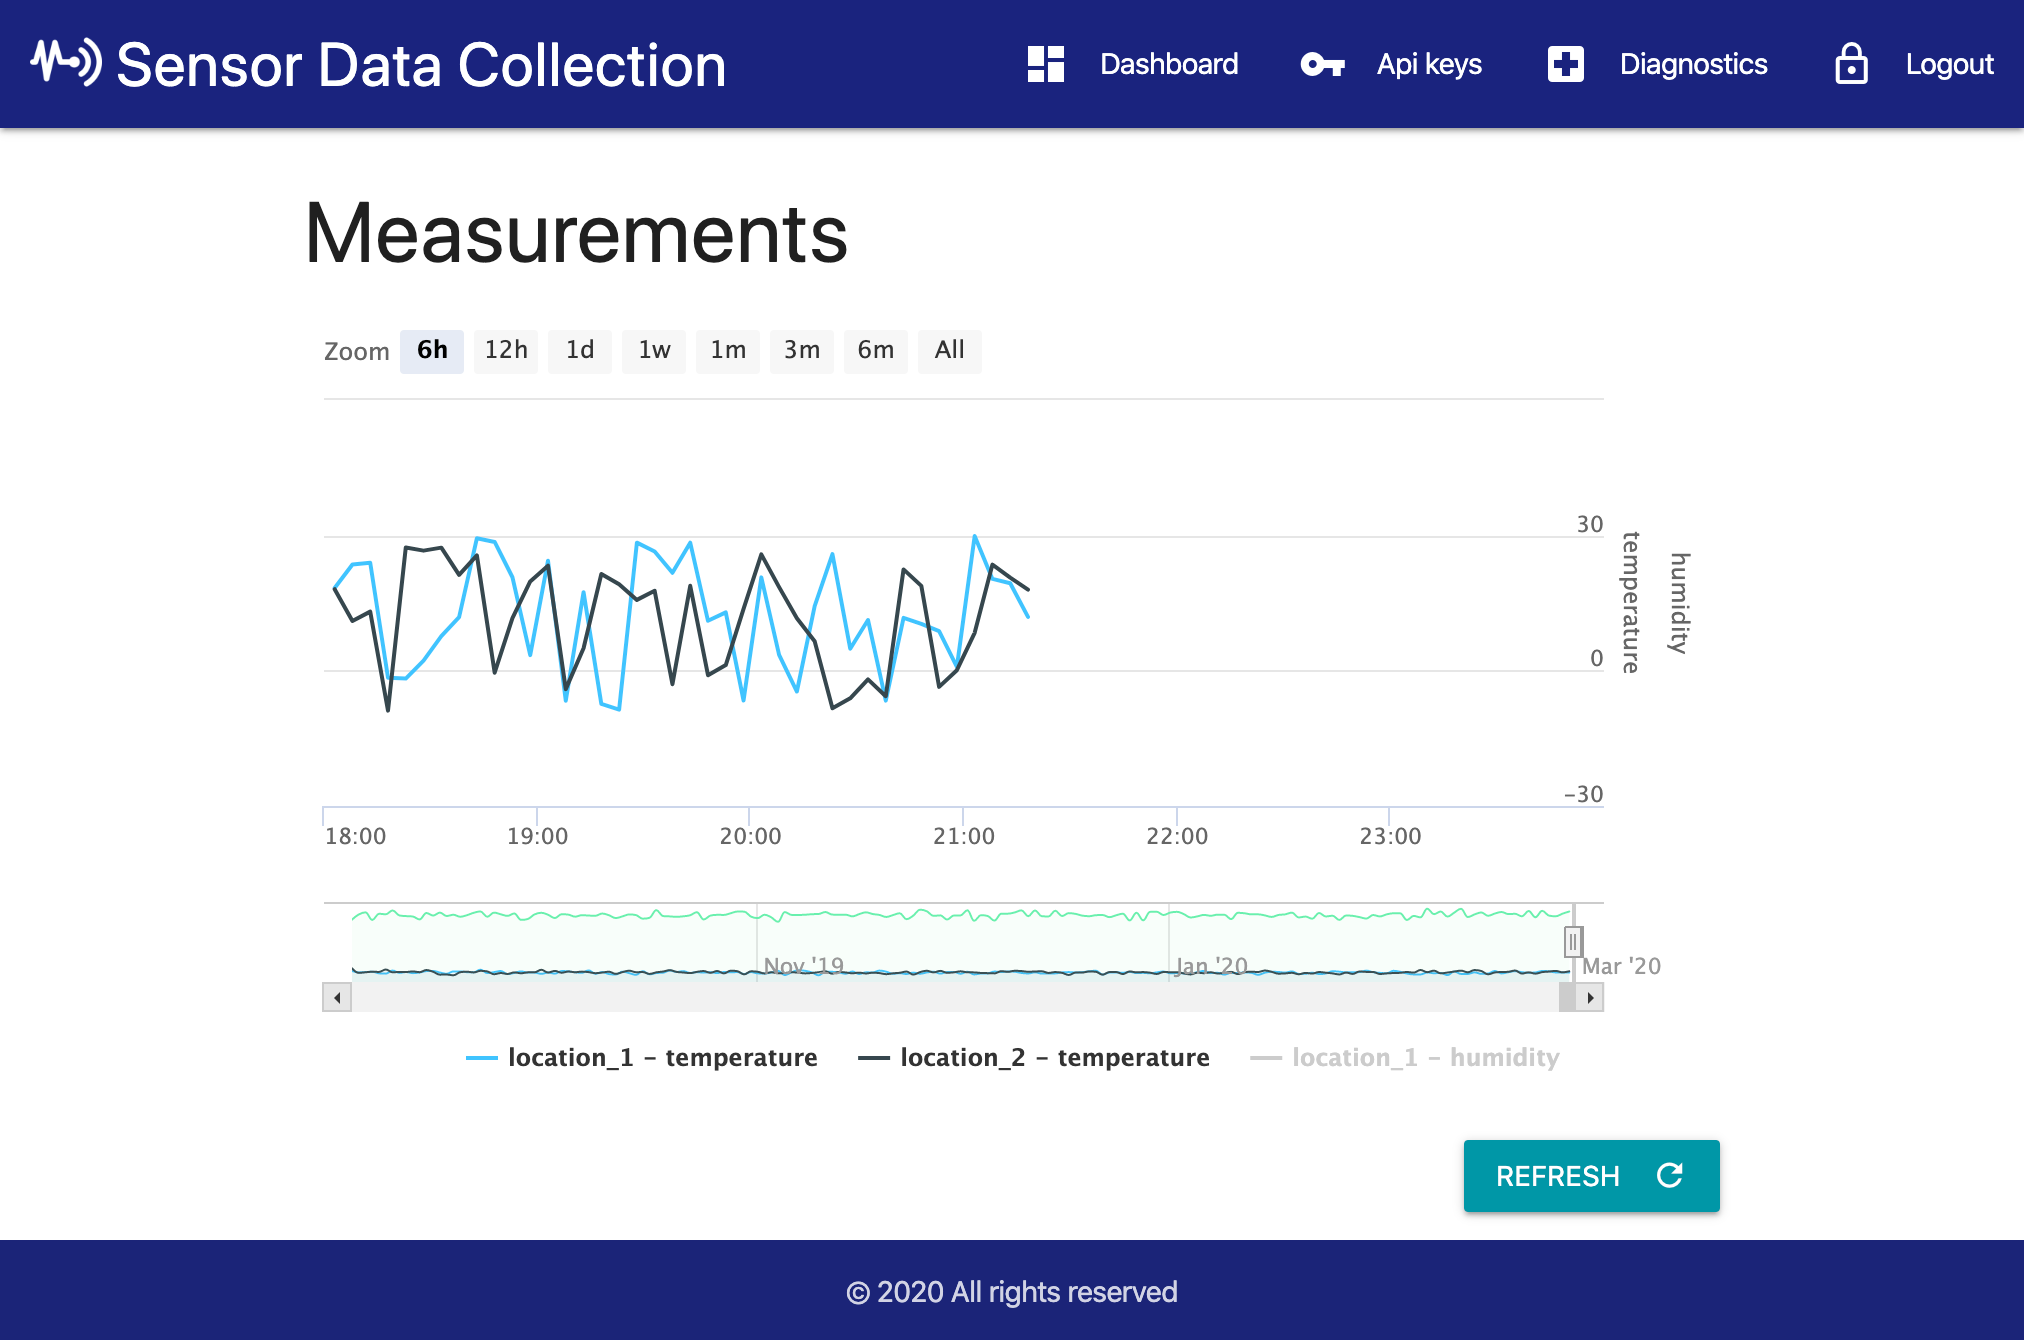 Sensor Data Collection
Dashboard
Api keys
Diagnostics
Logout
Measurements
Zoom 6h 12h 1d 1w 1m 3m 6m All
30
0
-30
temperature
humidity
18:00 19:00 20:00 21:00 22:00 23:00
Nov '19 Jan '20 Mar '20
location_1 - temperature location_2 - temperature location_1 - humidity
REFRESH
© 2020 All rights reserved